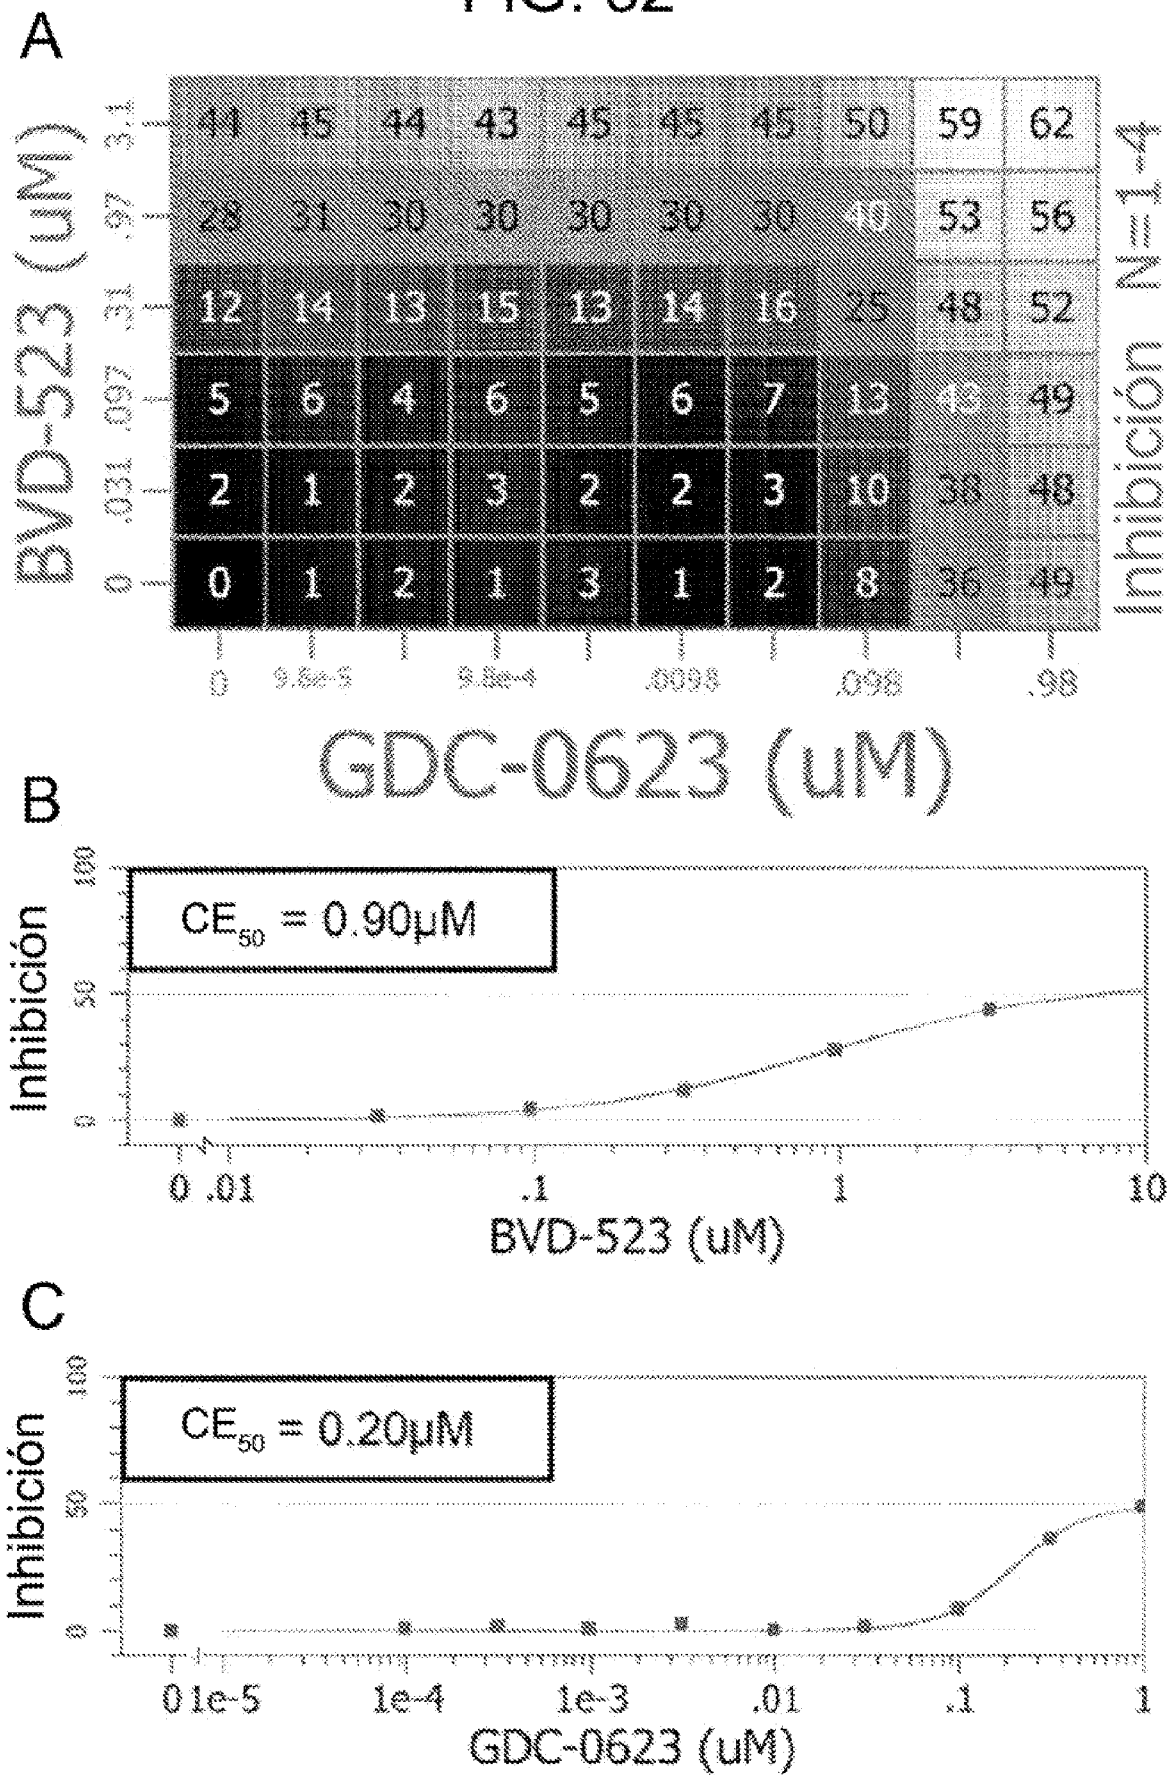 A
BVD-523 (uM)
3.1 44 45 44 43 45 45 45 50 59 62
.97 28 31 30 30 30 30 30 40 53 56
.31 12 14 13 15 13 14 16 25 48 52
.097 5 6 4 6 5 6 7 13 43 49
.031 2 1 2 3 2 2 3 10 38 48
0 0 1 2 1 3 1 2 8 36 49
0 9.8e-5 9.8e-4 .0098 .098 .98
GDC-0623 (uM)
Inhibición N=1-4
B
Inhibición
100
50
0
CE50 = 0.90µM
0 .01 .1 1 10
BVD-523 (uM)
C
Inhibición
100
50
0
CE50 = 0.20µM
0 1e-5 1e-4 1e-3 .01 .1 1
GDC-0623 (uM)